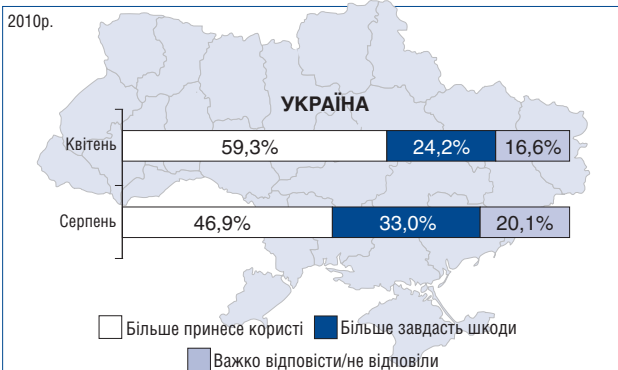 2010р.
УКРАЇНА
Квітень 59,3% 24,2% 16,6%
Серпень 46,9% 33,0% 20,1%
Більше принесе користі Більше завдасть шкоди
Важко відповісти/не відповіли